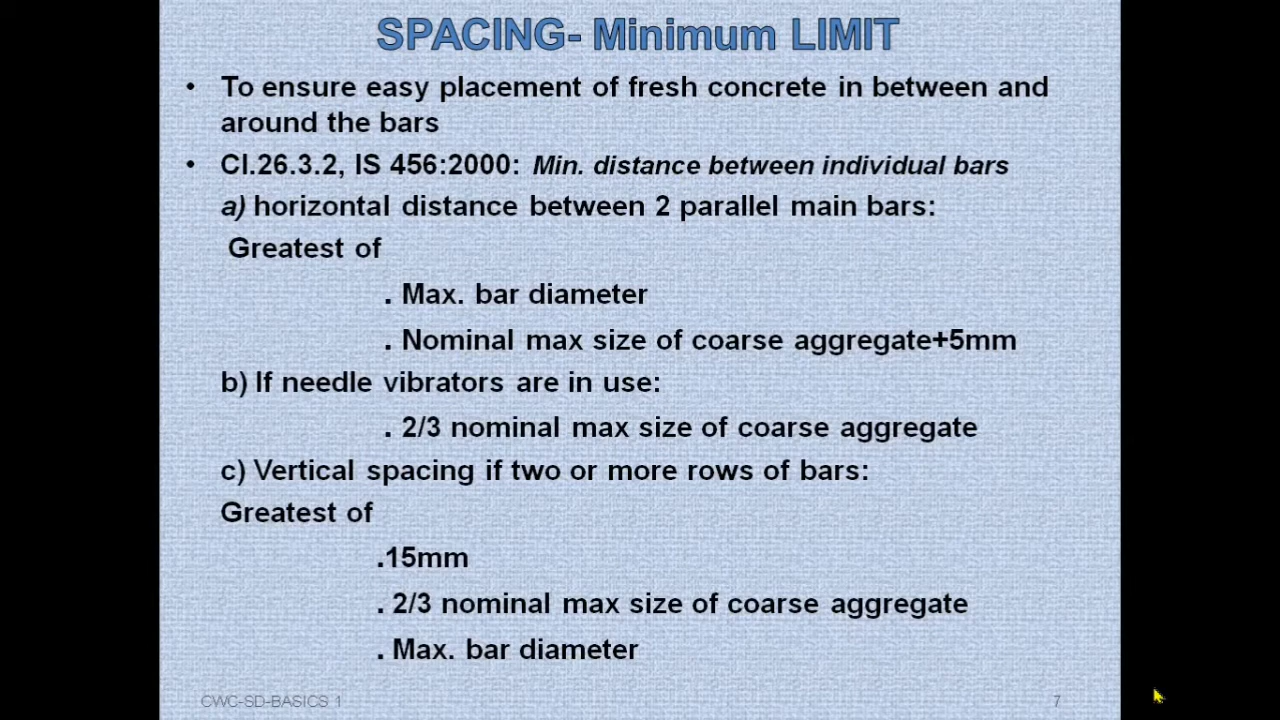 SPACING- Minimum LIMIT
• To ensure easy placement of fresh concrete in between and
around the bars
• Cl.26.3.2, IS 456:2000: Min. distance between individual bars
a) horizontal distance between 2 parallel main bars:
Greatest of
. Max. bar diameter
. Nominal max size of coarse aggregate+5mm
b) If needle vibrators are in use:
. 2/3 nominal max size of coarse aggregate
c) Vertical spacing if two or more rows of bars:
Greatest of
.15mm
. 2/3 nominal max size of coarse aggregate
. Max. bar diameter
CWC-SD-BASICS 1
7